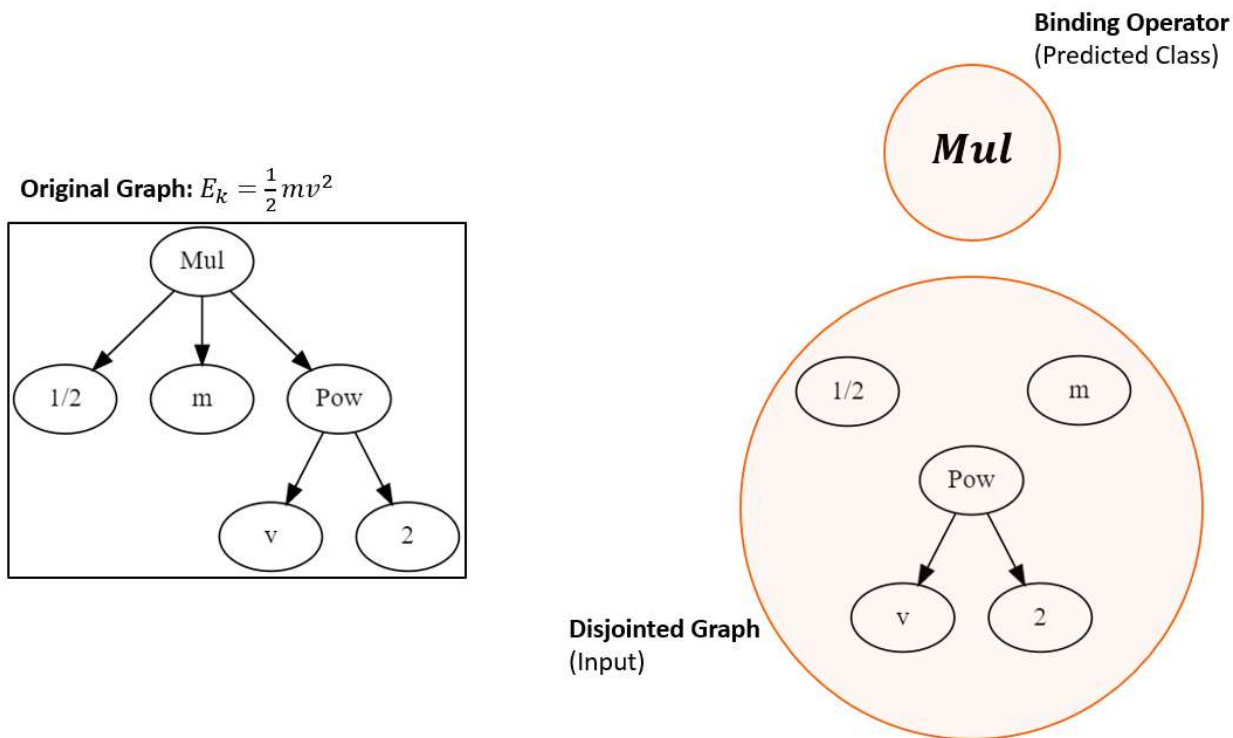 Original Graph: E_k = \frac{1}{2}mv^2
Mul
1/2 m Pow
v 2
Binding Operator
(Predicted Class)
Mul
1/2 m
Pow
v 2
Disjointed Graph
(Input)